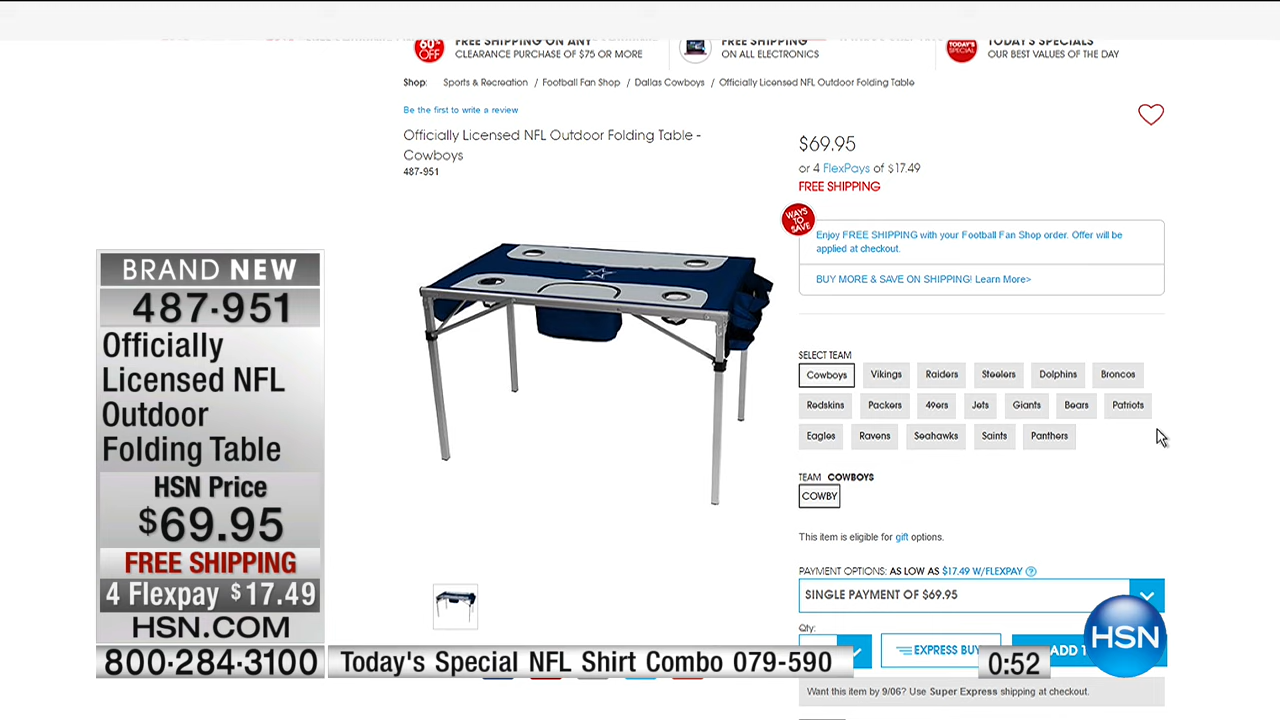 60% OFF
FREE SHIPPING ON ANY
CLEARANCE PURCHASE OF $75 OR MORE
FREE SHIPPING
ON ALL ELECTRONICS
TODAY'S SPECIAL
TODAY'S SPECIALS
OUR BEST VALUES OF THE DAY
Shop: Sports & Recreation / Football Fan Shop / Dallas Cowboys / Officially Licensed NFL Outdoor Folding Table
Be the first to write a review
Officially Licensed NFL Outdoor Folding Table -
Cowboys
487-951
$69.95
or 4 FlexPays of $17.49
FREE SHIPPING
WAYS TO SAVE
Enjoy FREE SHIPPING with your Football Fan Shop order. Offer will be
applied at checkout.
BUY MORE & SAVE ON SHIPPING! Learn More>
SELECT TEAM
Cowboys Vikings Raiders Steelers Dolphins Broncos
Redskins Packers 49ers Jets Giants Bears Patriots
Eagles Ravens Seahawks Saints Panthers
TEAM COWBOYS
COWBY
This item is eligible for gift options.
PAYMENT OPTIONS: AS LOW AS $17.49 W/FLEXPAY ?
SINGLE PAYMENT OF $69.95
Qty:
EXPRESS BUY
ADD
Want this item by 9/06? Use Super Express shipping at checkout.
BRAND NEW
487-951
Officially
Licensed NFL
Outdoor
Folding Table
HSN Price
$69.95
FREE SHIPPING
4 Flexpay $17.49
HSN.COM
800-284-3100
Today's Special NFL Shirt Combo 079-590
0:52
HSN